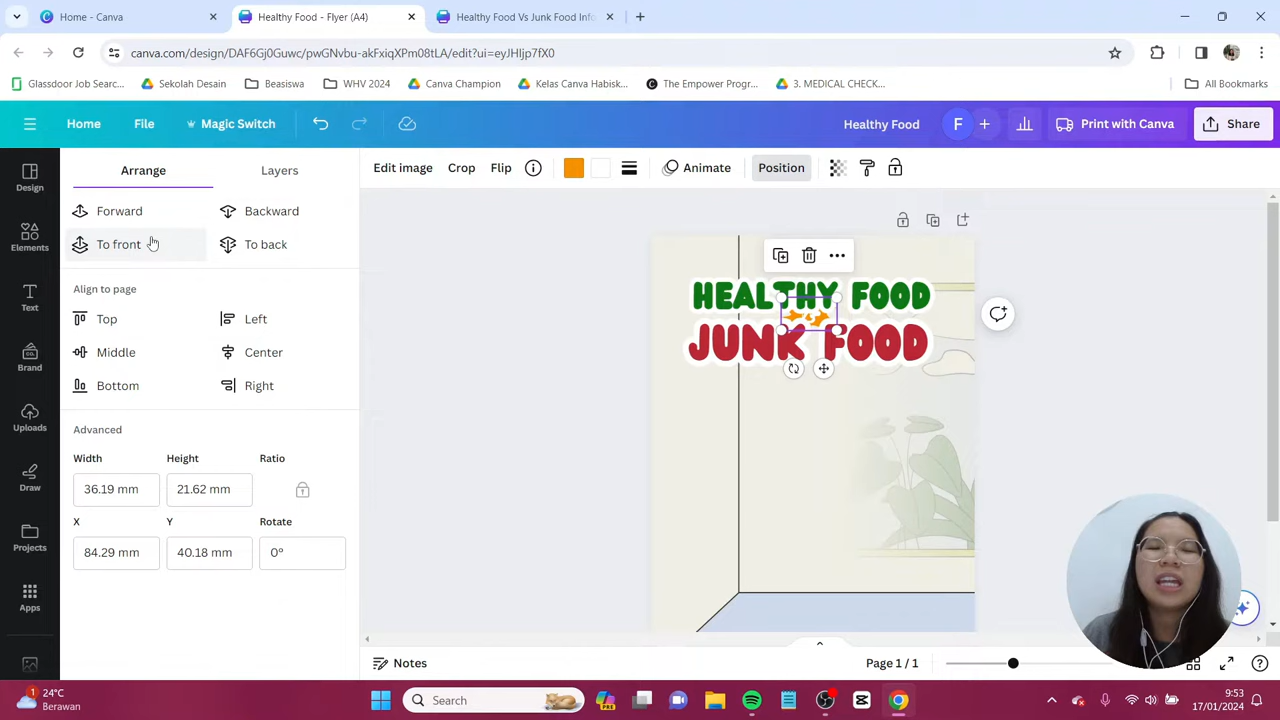 Home - Canva
Healthy Food - Flyer (A4)
Healthy Food Vs Junk Food Info
canva.com/design/DAF6Gj0Guwc/pwGNvbu-akFxiqXPm08tLA/edit?ui=eyJHIjp7fX0
Glassdoor Job Searc...
Sekolah Desain
Beasiswa
WHV 2024
Canva Champion
Kelas Canva Habisk...
The Empower Progr...
3. MEDICAL CHECK...
All Bookmarks
Home
File
Magic Switch
Healthy Food
F
Print with Canva
Share
Design
Elements
Text
Brand
Uploads
Draw
Projects
Apps
Arrange
Layers
Forward
Backward
To front
To back
Align to page
Top
Left
Middle
Center
Bottom
Right
Advanced
Width
Height
Ratio
36.19 mm
21.62 mm
X
Y
Rotate
84.29 mm
40.18 mm
0°
Edit image
Crop
Flip
Animate
Position
HEALTHY FOOD
JUNK FOOD
Notes
Page 1 / 1
1
24°C
Berawan
Search
PRE
9:53
17/01/2024